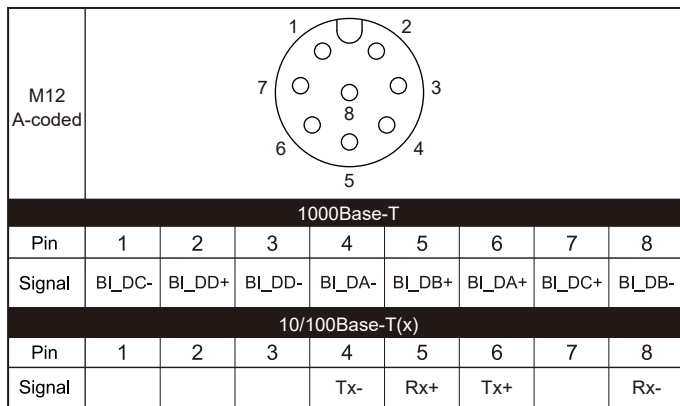 M12
A-coded
1
2
7
3
8
6
4
5
1000Base-T
Pin 1 2 3 4 5 6 7 8
Signal BI_DC- BI_DD+ BI_DD- BI_DA- BI_DB+ BI_DA+ BI_DC+ BI_DB-
10/100Base-T(x)
Pin 1 2 3 4 5 6 7 8
Signal Tx- Rx+ Tx+ Rx-